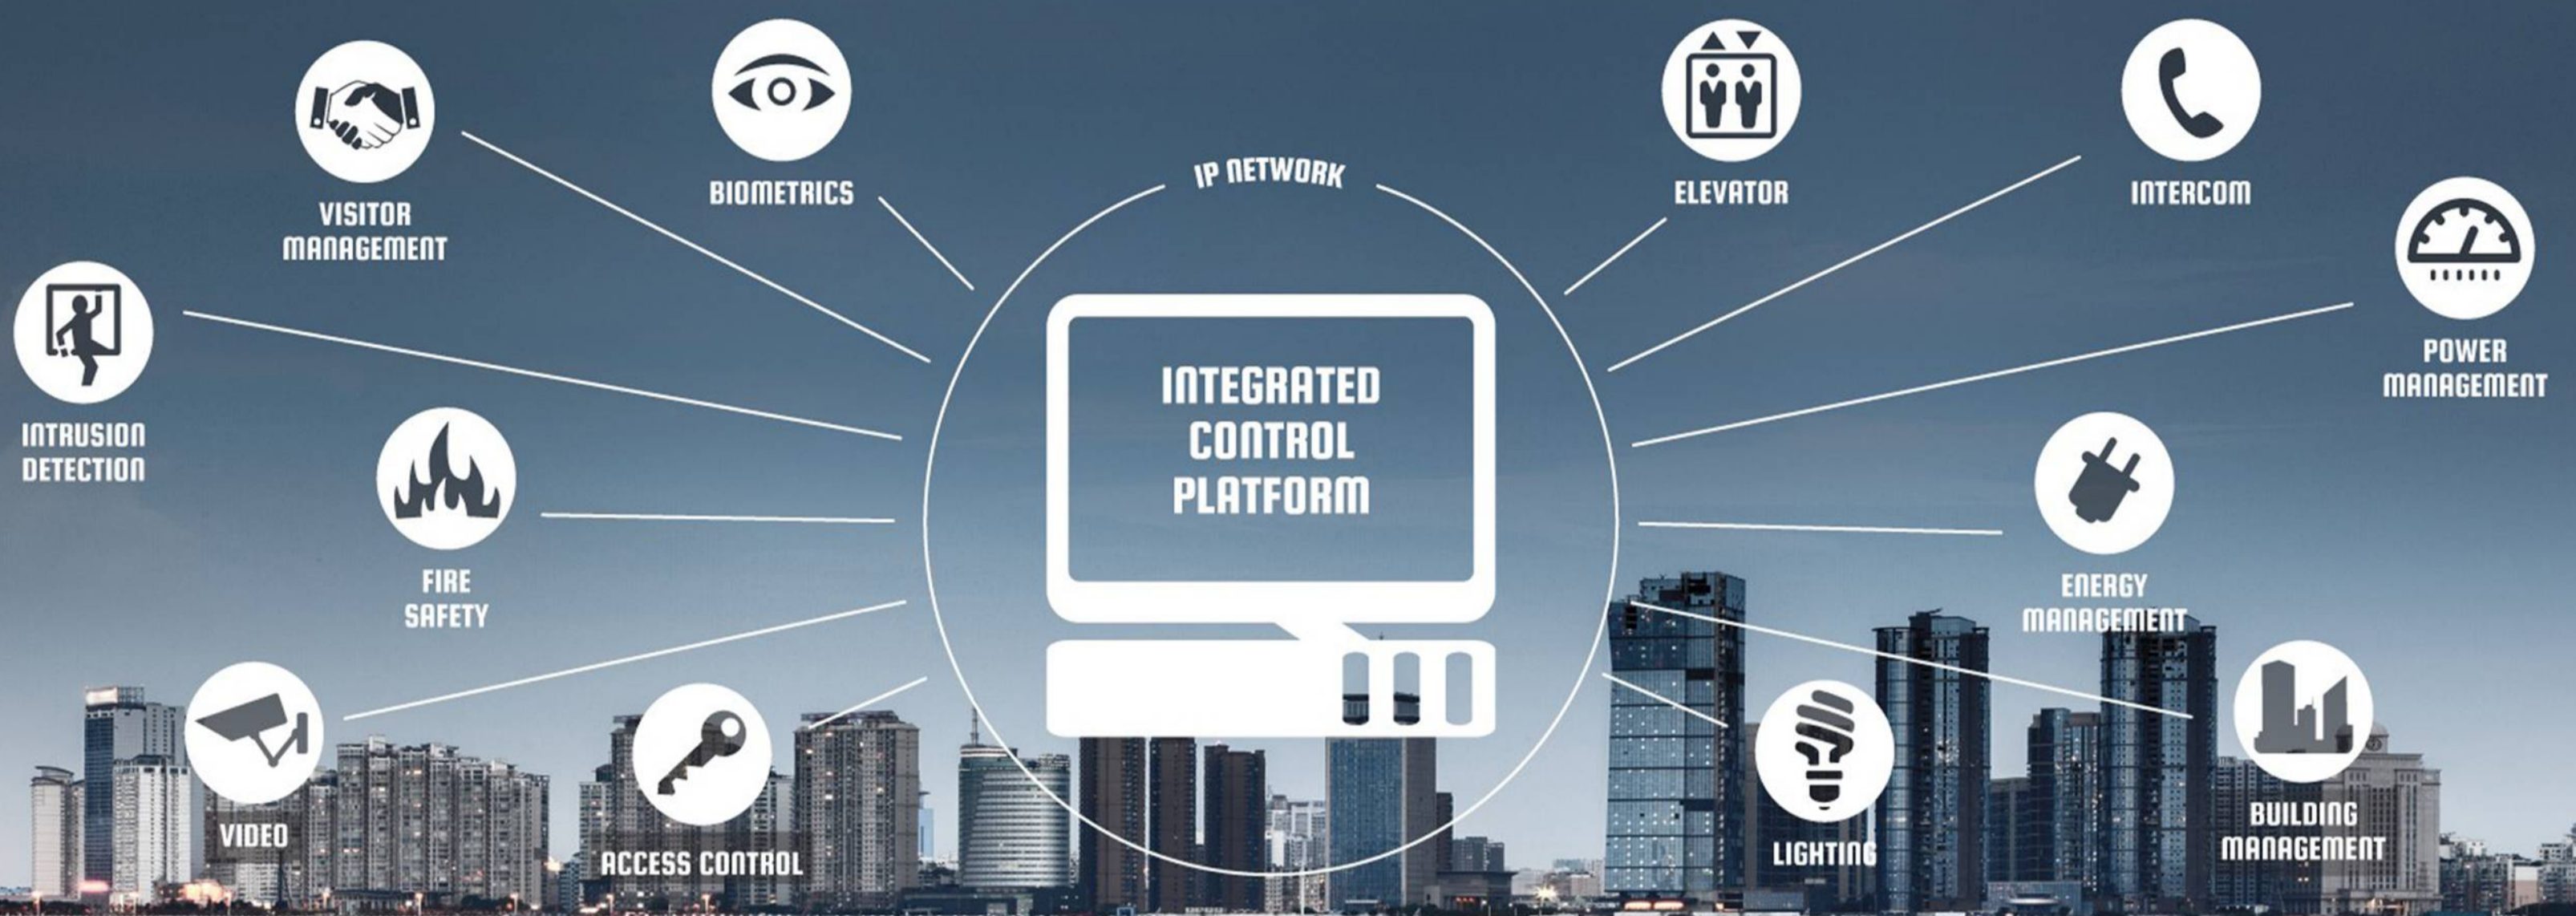 VISITOR
MANAGEMENT
BIOMETRICS
IP NETWORK
ELEVATOR
INTERCOM
POWER
MANAGEMENT
INTRUSION
DETECTION
INTEGRATED
CONTROL
PLATFORM
FIRE
SAFETY
ENERGY
MANAGEMENT
VIDEO
ACCESS CONTROL
LIGHTING
BUILDING
MANAGEMENT